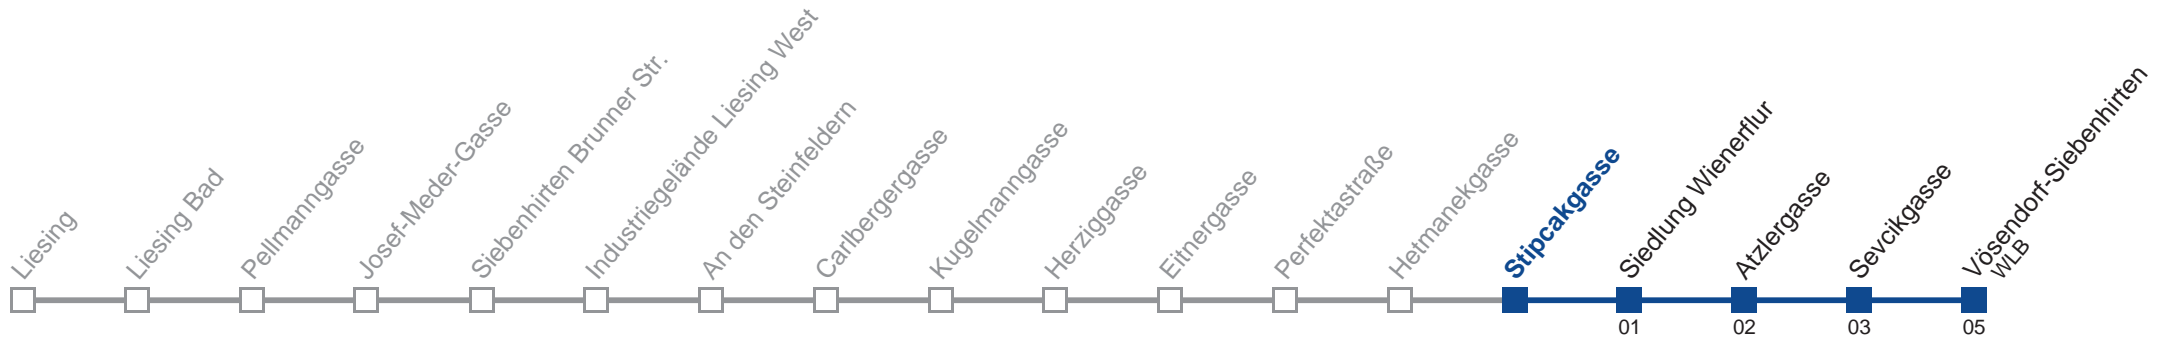 Liesing
Liesing Bad
Pellmanngasse
Josef-Meder-Gasse
Siebenhirten Brunner Str.
Industriegelände Liesing West
An den Steinfeldern
Carlbergergasse
Kugelmanngasse
Herziggasse
Eitnergasse
Perfektastraße
Hetmanekgasse
Stipcakgasse
Siedlung Wienerflur
Atzlergasse
Sevcikgasse
Vösendorf-Siebenhirten
WLB
01
02
03
05